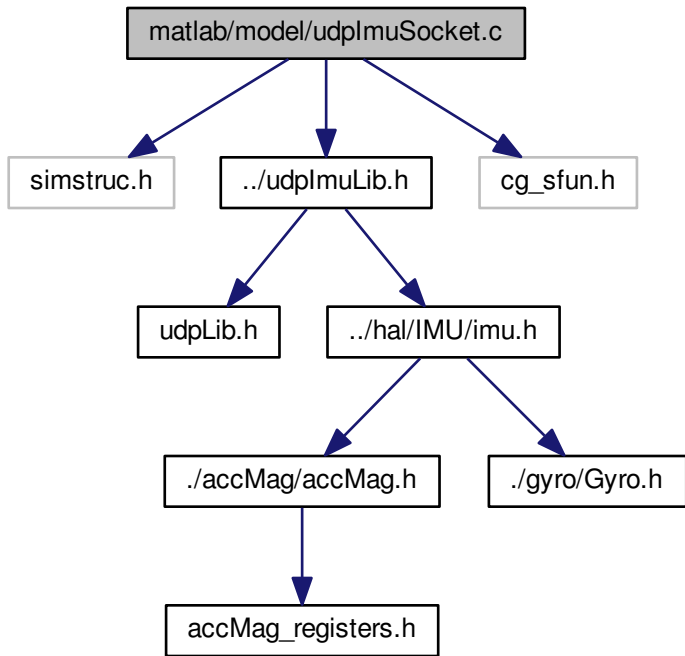 matlab/model/udpImuSocket.c
simstruc.h
../udpImuLib.h
cg_sfun.h
udpLib.h
../hal/IMU/imu.h
./accMag/accMag.h
./gyro/Gyro.h
accMag_registers.h